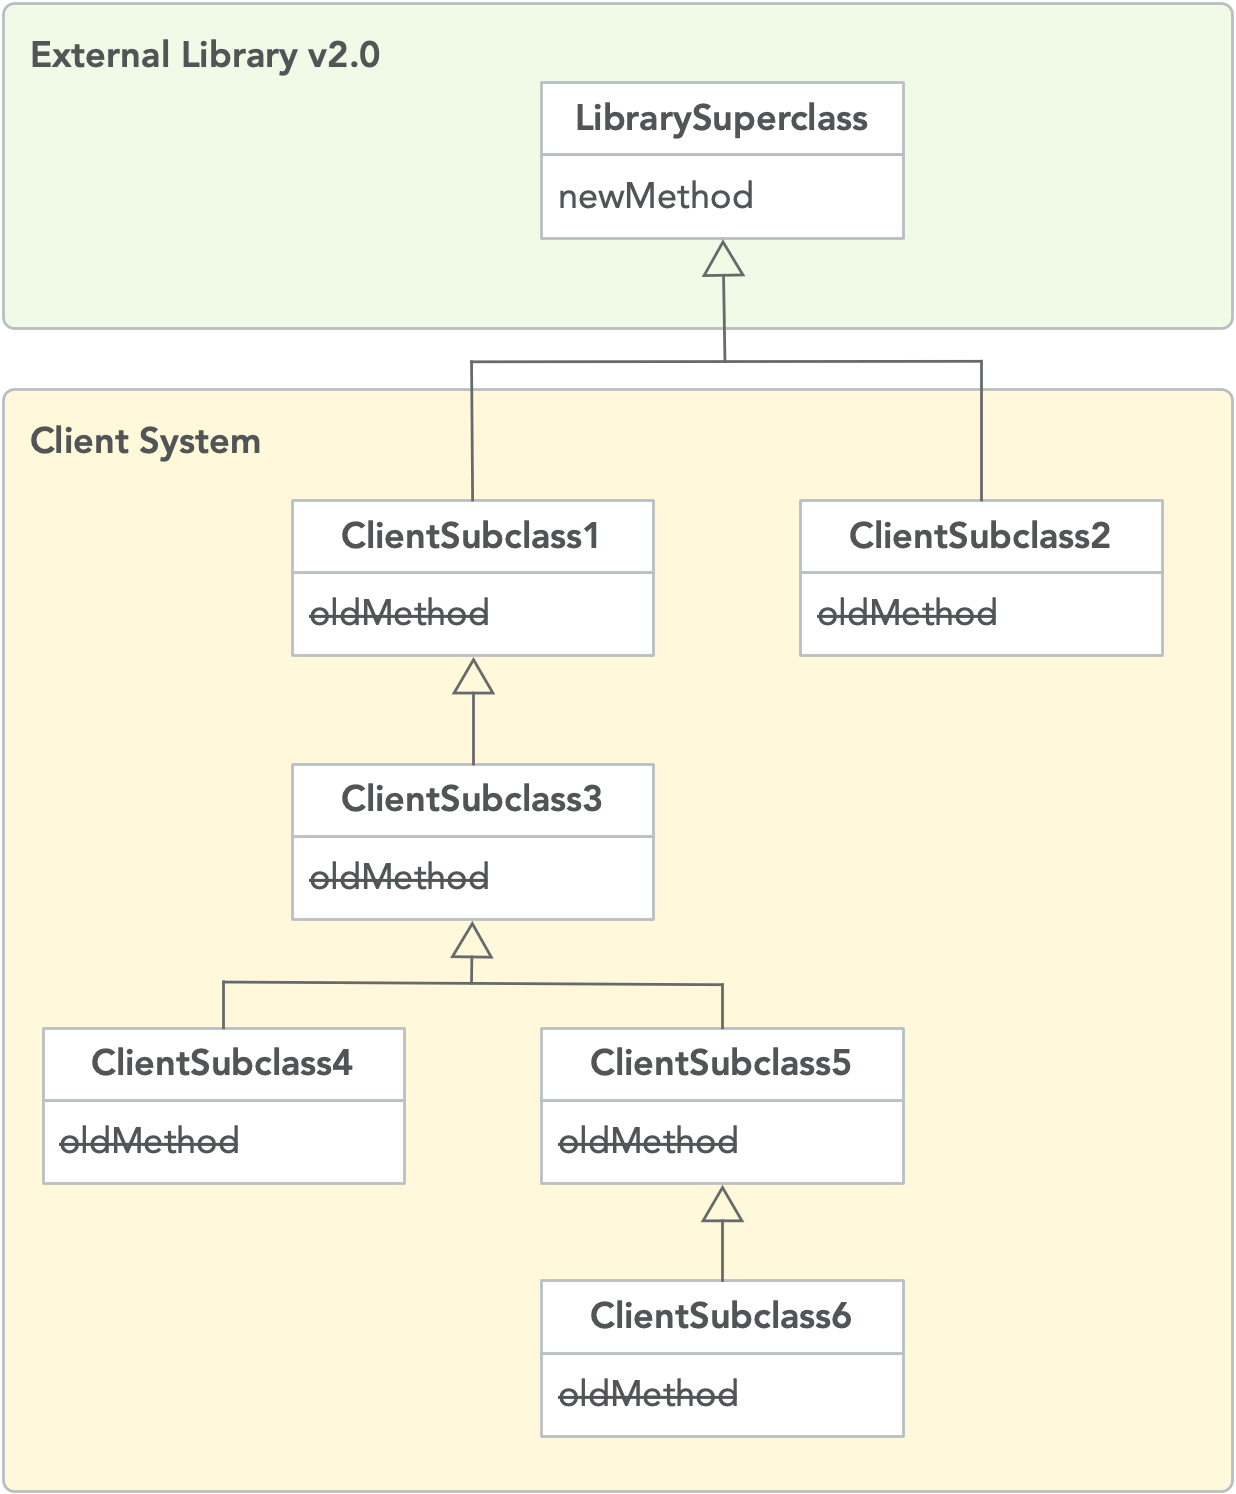 External Library v2.0
LibrarySuperclass
newMethod
Client System
ClientSubclass1
oldMethod
ClientSubclass2
oldMethod
ClientSubclass3
oldMethod
ClientSubclass4
oldMethod
ClientSubclass5
oldMethod
ClientSubclass6
oldMethod